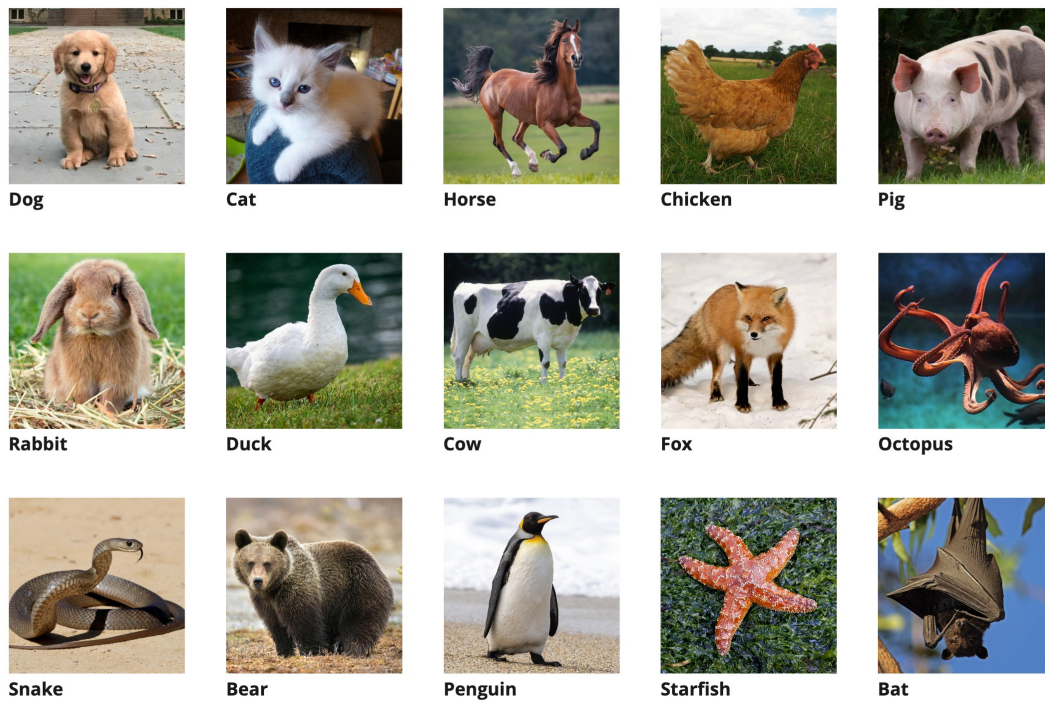 Dog
Cat
Horse
Chicken
Pig
Rabbit
Duck
Cow
Fox
Octopus
Snake
Bear
Penguin
Starfish
Bat